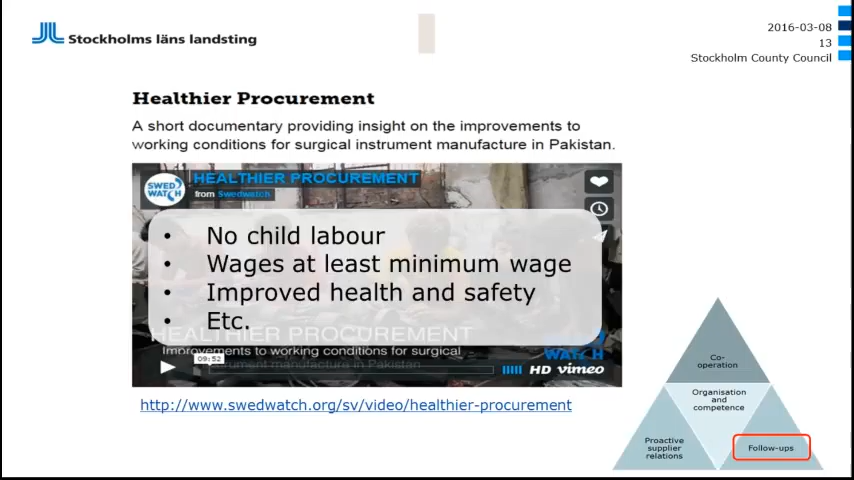 Stockholms läns landsting
2016-03-08
13
Stockholm County Council
Healthier Procurement
A short documentary providing insight on the improvements to
working conditions for surgical instrument manufacture in Pakistan.
SWED
WATCH
HEALTHIER PROCUREMENT
from Swedwatch
• No child labour
• Wages at least minimum wage
• Improved health and safety
• Etc.
HEALTHIER PROCUREMENT
Improvements to working conditions for surgical
instrument manufacture in Pakistan
WATCH
09:52
HD vimeo
http://www.swedwatch.org/sv/video/healthier-procurement
Co-
operation
Organisation
and
competence
Proactive
supplier
relations
Follow-ups